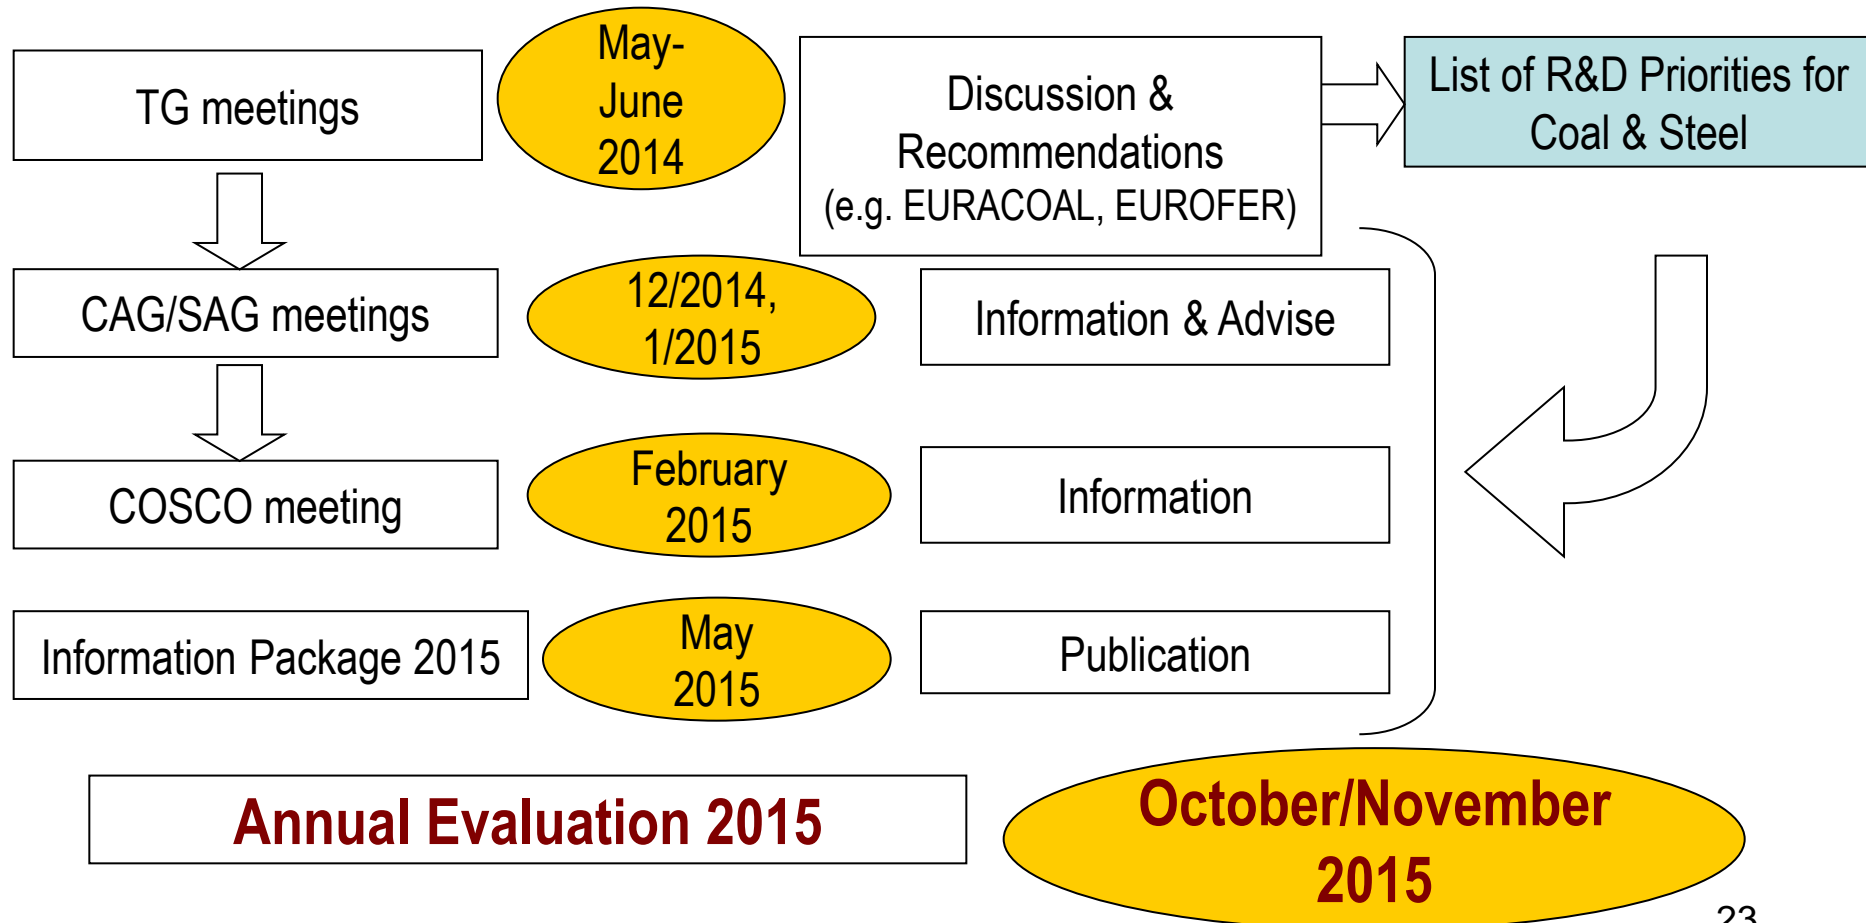 TG meetings
May-
June
2014
Discussion &
Recommendations
(e.g. EURACOAL, EUROFER)
List of R&D Priorities for
Coal & Steel
CAG/SAG meetings
12/2014,
1/2015
Information & Advise
COSCO meeting
February
2015
Information
Information Package 2015
May
2015
Publication
Annual Evaluation 2015
October/November
2015
23